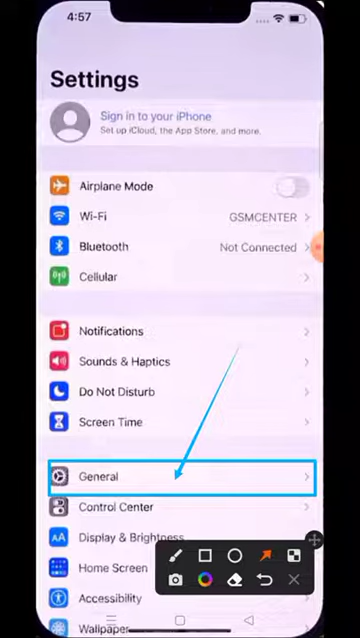 4:57
Settings
Sign in to your iPhone
Set up iCloud, the App Store, and more.
Airplane Mode
Wi-Fi GSMCENTER
Bluetooth Not Connected
Cellular
Notifications
Sounds & Haptics
Do Not Disturb
Screen Time
General
Control Center
AA Display & Brightness
Home Screen
Accessibility
Wallpaper